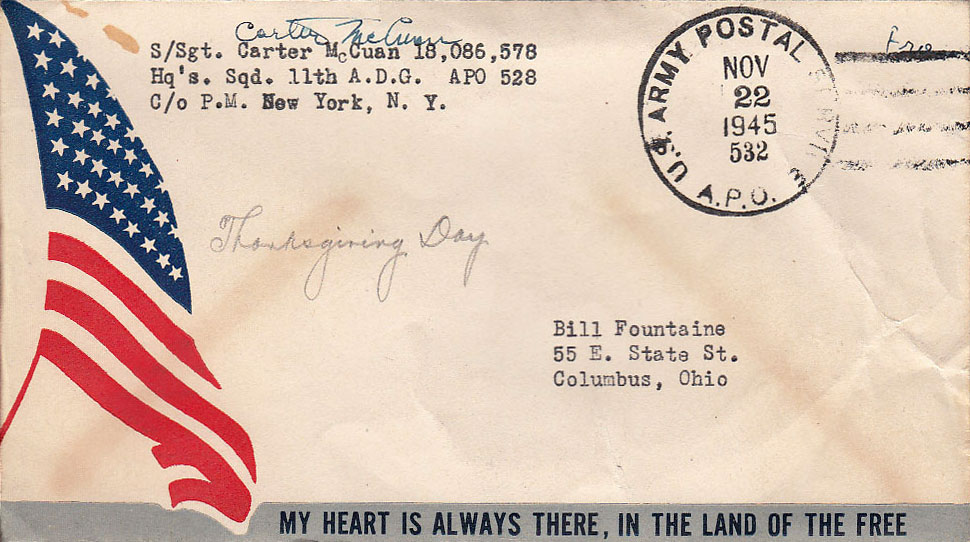 Carter McCuan
S/Sgt. Carter McCuan 18,086,578
Hq's. Sqd. 11th A.D.G. APO 528
C/o P.M. New York, N. Y.
U.S. ARMY POSTAL SERVICE
NOV
22
1945
532
A.P.O.
Free
Thanksgiving Day
Bill Fountaine
55 E. State St.
Columbus, Ohio
MY HEART IS ALWAYS THERE, IN THE LAND OF THE FREE